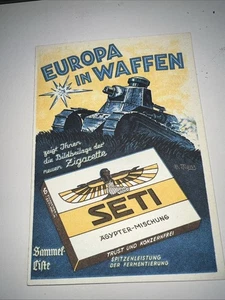 EUROPA
IN WAFFEN
zeigt Ihnen
die Bildbeilage der
neuen Zigarette
6
SETI
ÄGYPTER-MISCHUNG
TRUST UND KONZERNFREI
SPITZENLEISTUNG
DER FERMENTIERUNG
Sammel-
Liste